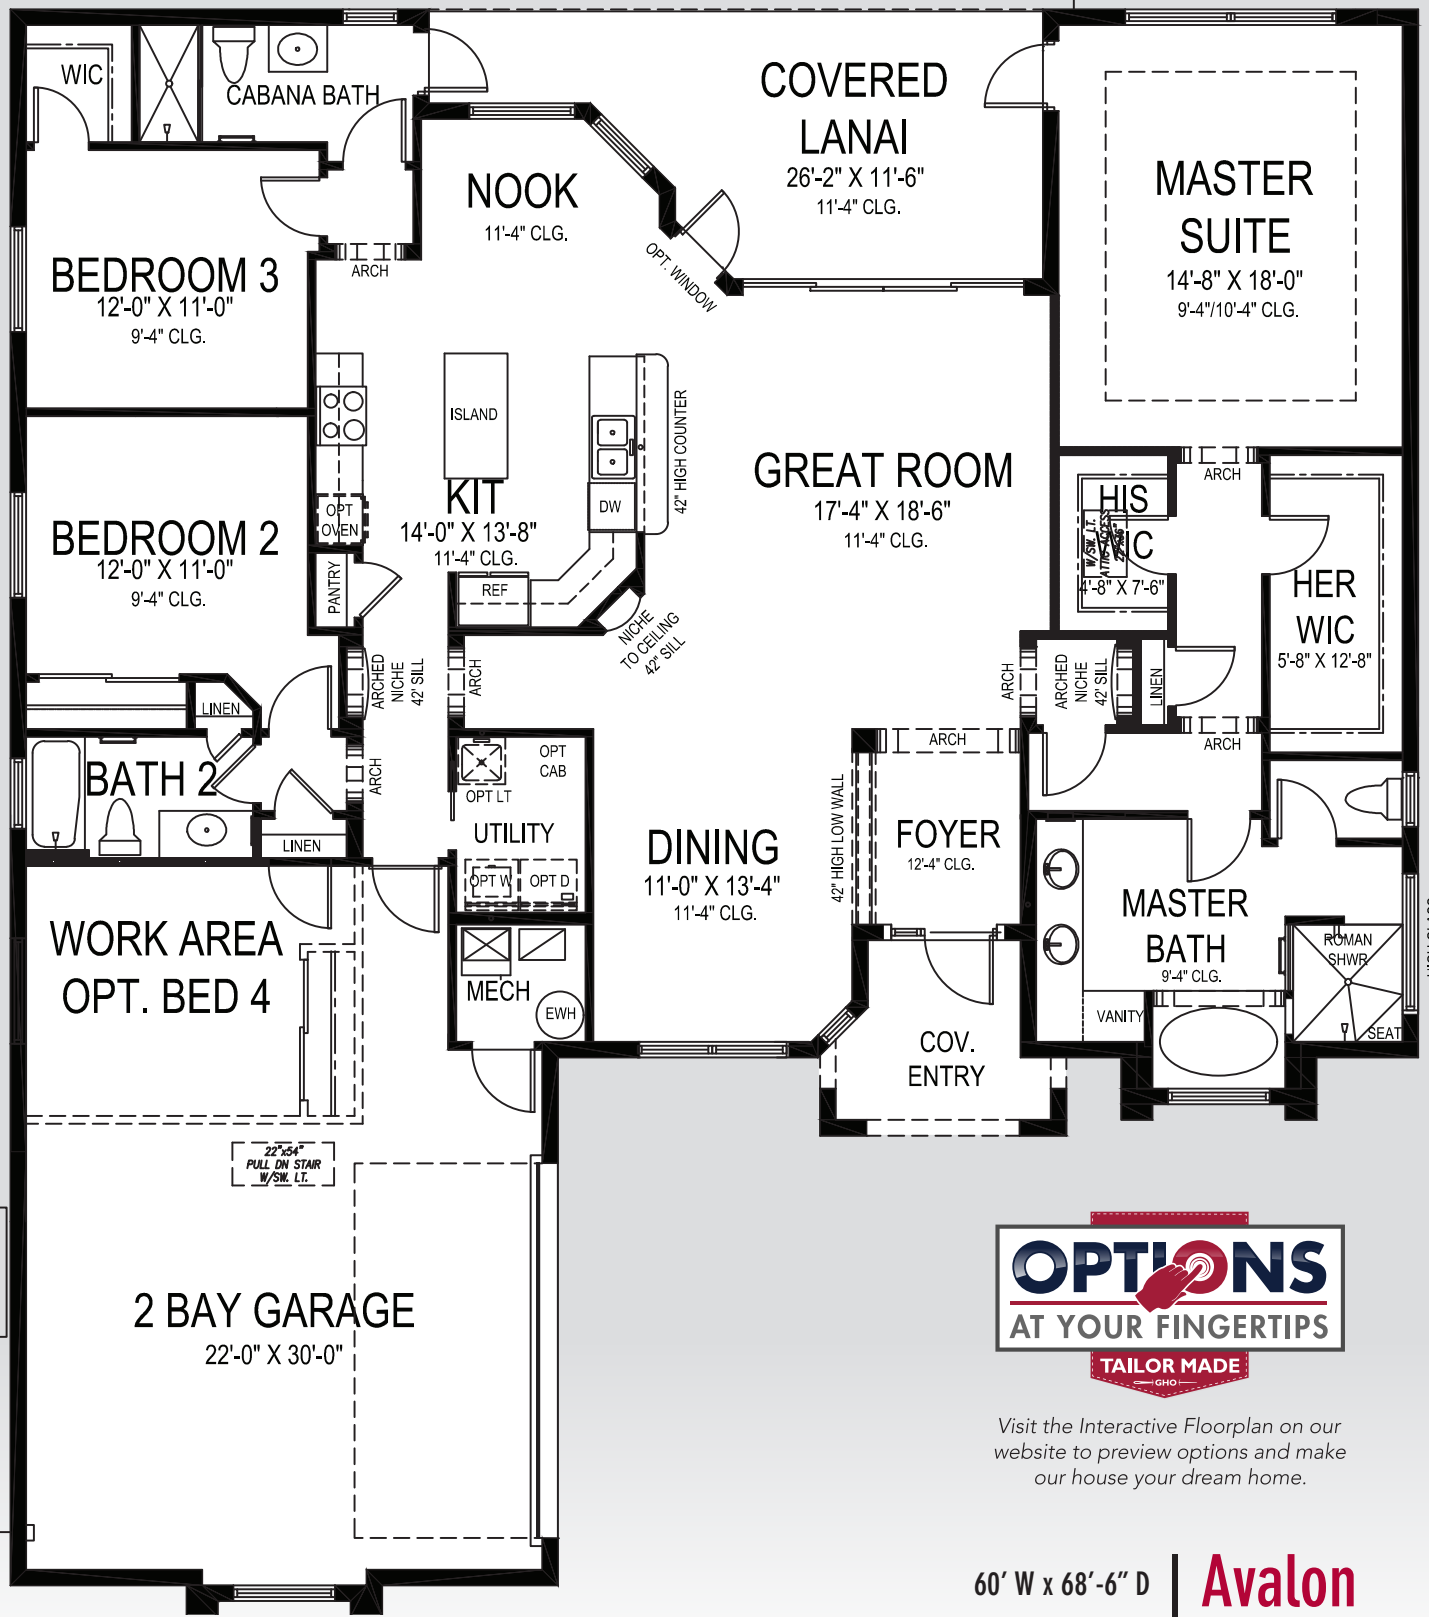 WIC
CABANA BATH
COVERED
LANAI
26'-2" X 11'-6"
11'-4" CLG.
NOOK
11'-4" CLG.
MASTER
SUITE
14'-8" X 18'-0"
9'-4"/10'-4" CLG.
BEDROOM 3
12'-0" X 11'-0"
9'-4" CLG.
ARCH
OPT. WINDOW
ISLAND
42" HIGH COUNTER
GREAT ROOM
17'-4" X 18'-6"
11'-4" CLG.
ARCH
KIT
14'-0" X 13'-8"
11'-4" CLG.
DW
OPT
OVEN
HIS
WIC
4'-8" X 7'-6"
W/SW. LT.
ATTIC ACCESS
BEDROOM 2
12'-0" X 11'-0"
9'-4" CLG.
PANTRY
REF
NICHE
TO CEILING
42" SILL
HER
WIC
5'-8" X 12'-8"
ARCHED
NICHE
42' SILL
ARCH
ARCH
ARCHED
NICHE
42' SILL
LINEN
LINEN
ARCH
ARCH
BATH 2
ARCH
OPT
CAB
OPT LT
UTILITY
OPT W
OPT D
LINEN
DINING
11'-0" X 13'-4"
11'-4" CLG.
42" HIGH LOW WALL
FOYER
12'-4" CLG.
MASTER
BATH
9'-4" CLG.
ROMAN
SHWR
SEAT
VANITY
WORK AREA
OPT. BED 4
MECH
EWH
COV.
ENTRY
22"x54"
PULL DN STAIR
W/SW. LT.
2 BAY GARAGE
22'-0" X 30'-0"
OPTIONS
AT YOUR FINGERTIPS
TAILOR MADE
GHO
Visit the Interactive Floorplan on our
website to preview options and make
our house your dream home.
60' W x 68'-6" D | Avalon